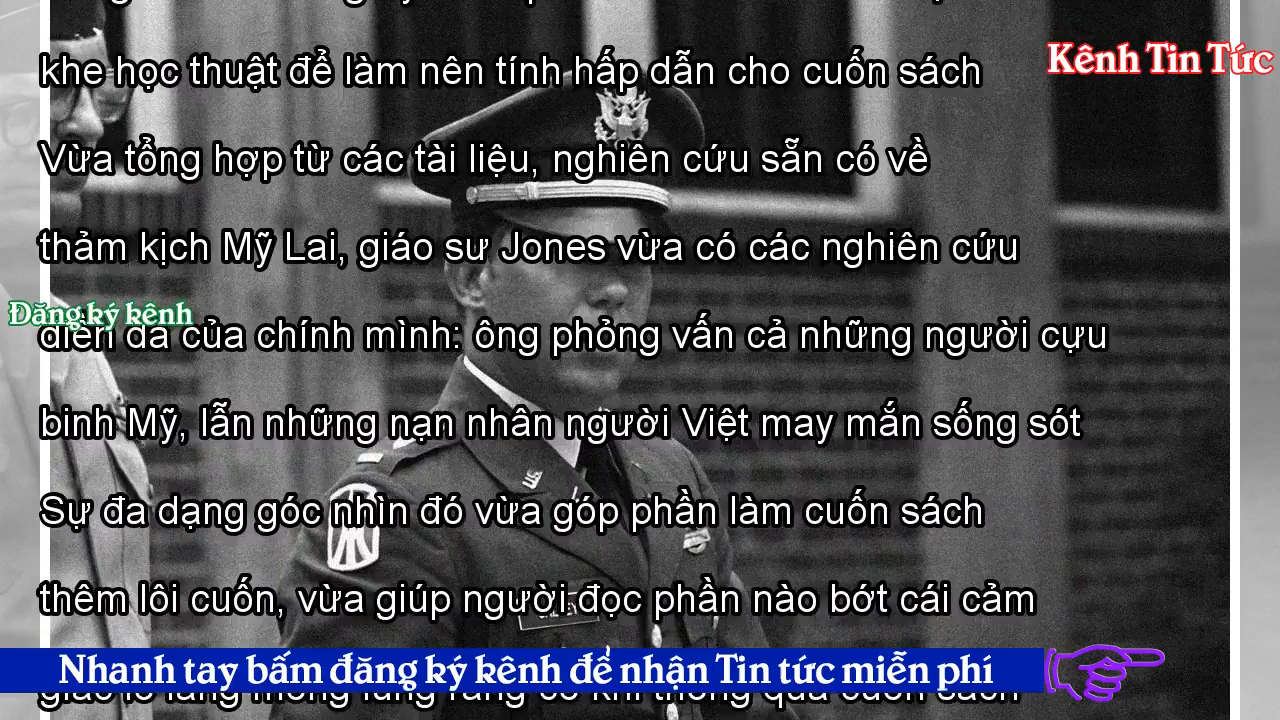 khe học thuật để làm nên tính hấp dẫn cho cuốn sách
Kênh Tin Tức
Vừa tổng hợp từ các tài liệu, nghiên cứu sẵn có về
thảm kịch Mỹ Lai, giáo sư Jones vừa có các nghiên cứu
Đăng ký kênh
điền dã của chính mình: ông phỏng vấn cả những người cựu
binh Mỹ, lẫn những nạn nhân người Việt may mắn sống sót
Sự đa dạng góc nhìn đó vừa góp phần làm cuốn sách
thêm lôi cuốn, vừa giúp người đọc phần nào bớt cái cảm
Nhanh tay bấm đăng ký kênh để nhận Tin tức miễn phí
US